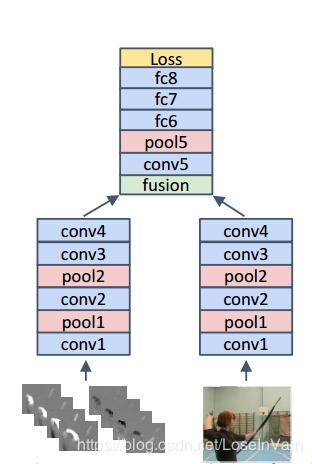 Loss
fc8
fc7
fc6
pool5
conv5
fusion
conv4
conv3
pool2
conv2
pool1
conv1
conv4
conv3
pool2
conv2
pool1
conv1
https://blog.csdn.net/LoseInVain